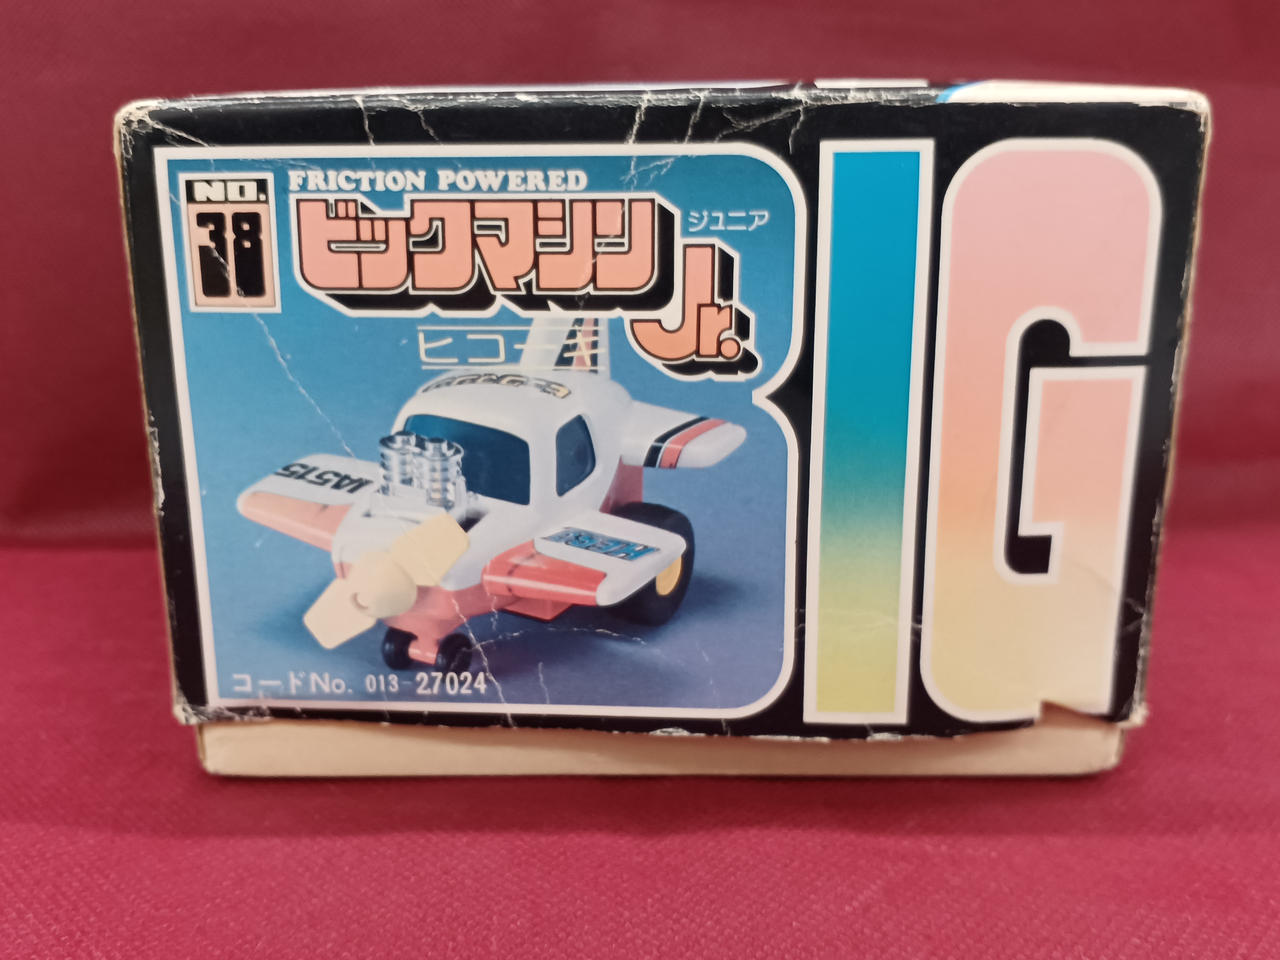 NO.
38
FRICTION POWERED
ビックマシン
ジュニア
Jr.
ヒコーキ
JA515
コードNo. 013-27024
BIG